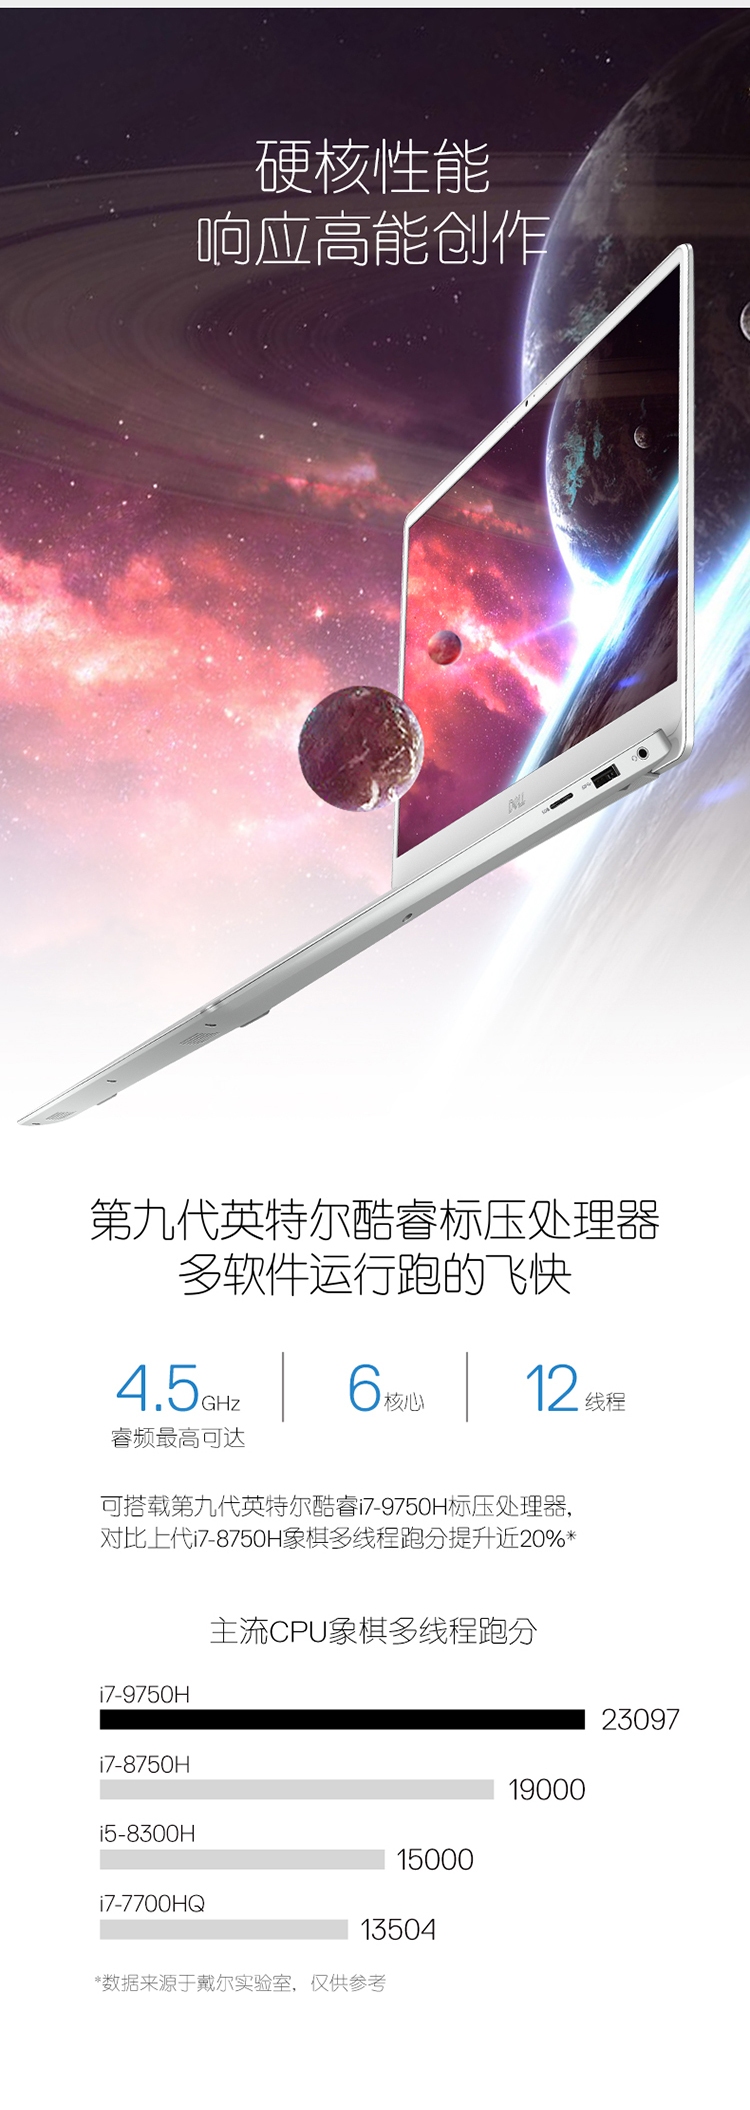 硬核性能
响应高能创作
DELL
第九代英特尔酷睿标压处理器
多软件运行跑的飞快
4.5GHz
睿频最高可达
6核心
12线程
可搭载第九代英特尔酷睿i7-9750H标压处理器,
对比上代i7-8750H象棋多线程跑分提升近20%*
主流CPU象棋多线程跑分
i7-9750H
23097
i7-8750H
19000
i5-8300H
15000
i7-7700HQ
13504
*数据来源于戴尔实验室，仅供参考